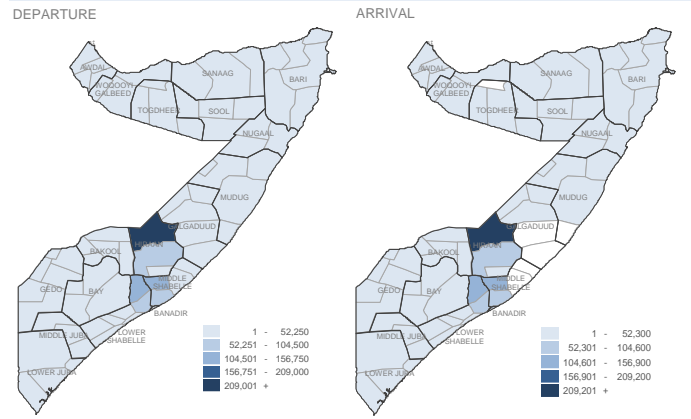 DEPARTURE
AWDAL
WOQOOYI
GALBEED
TOGDHEER
SANAAG
SOOL
BARI
NUGAAL
MUDUG
GALGADUUD
HIRAAN
BAKOOL
GEDO
BAY
MIDDLE
SHABELLE
BANADIR
LOWER
SHABELLE
MIDDLE JUBA
LOWER JUBA
1 - 52,250
52,251 - 104,500
104,501 - 156,750
156,751 - 209,000
209,001 +
ARRIVAL
AWDAL
WOQOOYI
GALBEED
TOGDHEER
SANAAG
SOOL
BARI
NUGAAL
MUDUG
GALGADUUD
HIRAAN
BAKOOL
GEDO
BAY
MIDDLE
SHABELLE
BANADIR
LOWER
SHABELLE
MIDDLE JUBA
LOWER JUBA
1 - 52,300
52,301 - 104,600
104,601 - 156,900
156,901 - 209,200
209,201 +